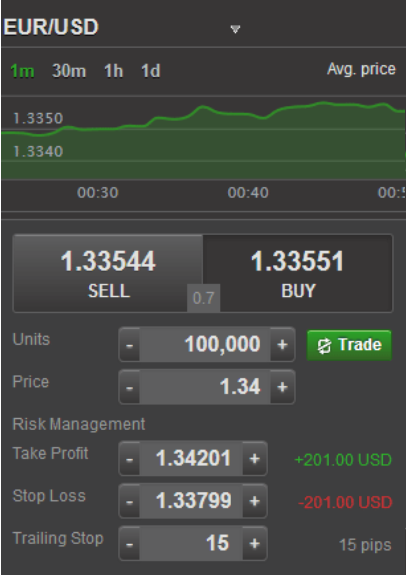 EUR/USD
1m 30m 1h 1d Avg. price
1.3350
1.3340
00:30 00:40
1.33544 1.33551
SELL 0.7 BUY
Units - 100,000 + Trade
Price - 1.34 +
Risk Management
Take Profit - 1.34201 + +201.00 USD
Stop Loss - 1.33799 + -201.00 USD
Trailing Stop - 15 + 15 pips